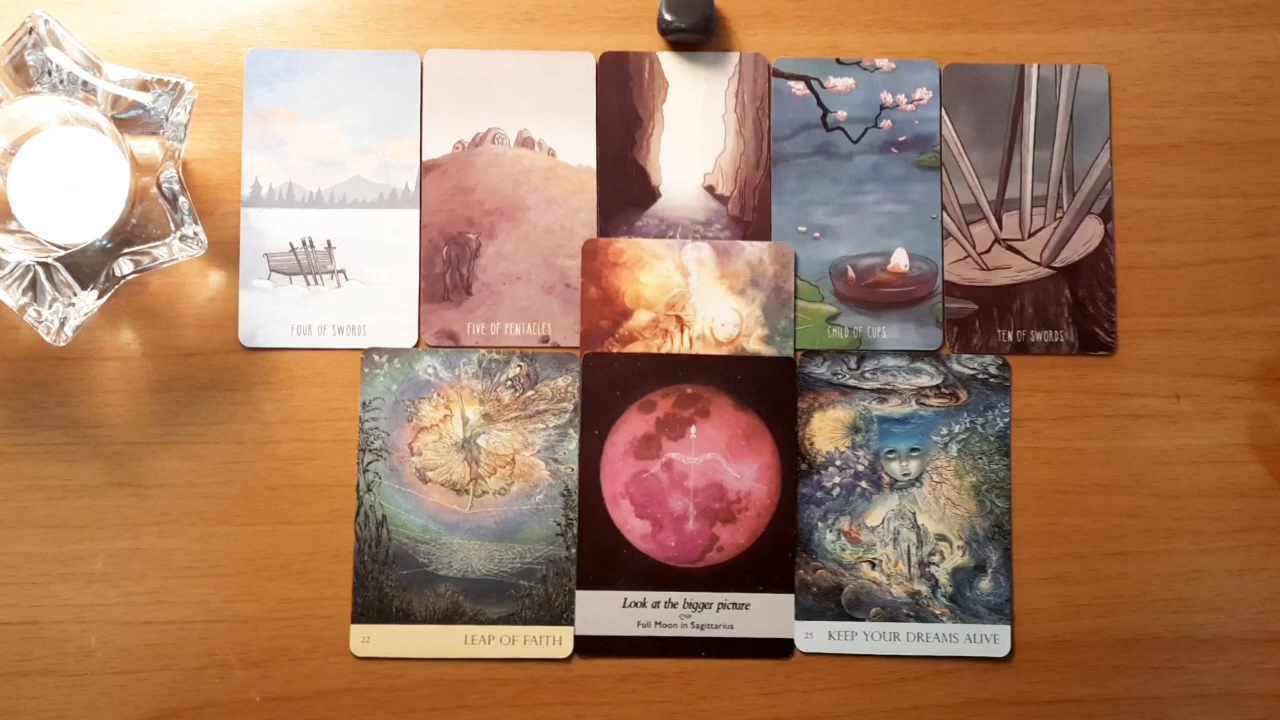 FOUR OF SWORDS
FIVE OF PENTACLES
CHILD OF CUPS
TEN OF SWORDS
22 LEAP OF FAITH
Look at the bigger picture
Full Moon in Sagittarius
25 KEEP YOUR DREAMS ALIVE